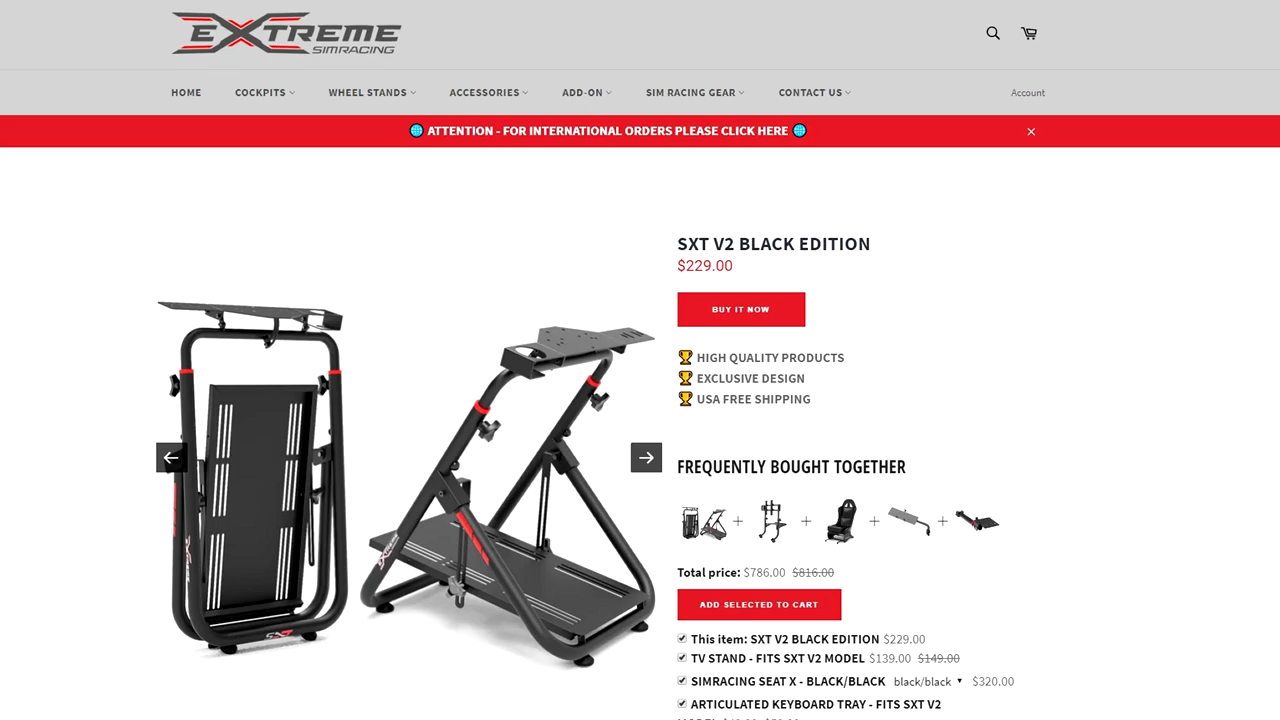 EXTREME
SIMRACING
HOME COCKPITS WHEEL STANDS ACCESSORIES ADD-ON SIM RACING GEAR CONTACT US Account
ATTENTION - FOR INTERNATIONAL ORDERS PLEASE CLICK HERE
SXT V2 BLACK EDITION
$229.00
BUY IT NOW
HIGH QUALITY PRODUCTS
EXCLUSIVE DESIGN
USA FREE SHIPPING
FREQUENTLY BOUGHT TOGETHER
Total price: $786.00 $816.00
ADD SELECTED TO CART
This item: SXT V2 BLACK EDITION $229.00
TV STAND - FITS SXT V2 MODEL $139.00 $149.00
SIMRACING SEAT X - BLACK/BLACK black/black $320.00
ARTICULATED KEYBOARD TRAY - FITS SXT V2